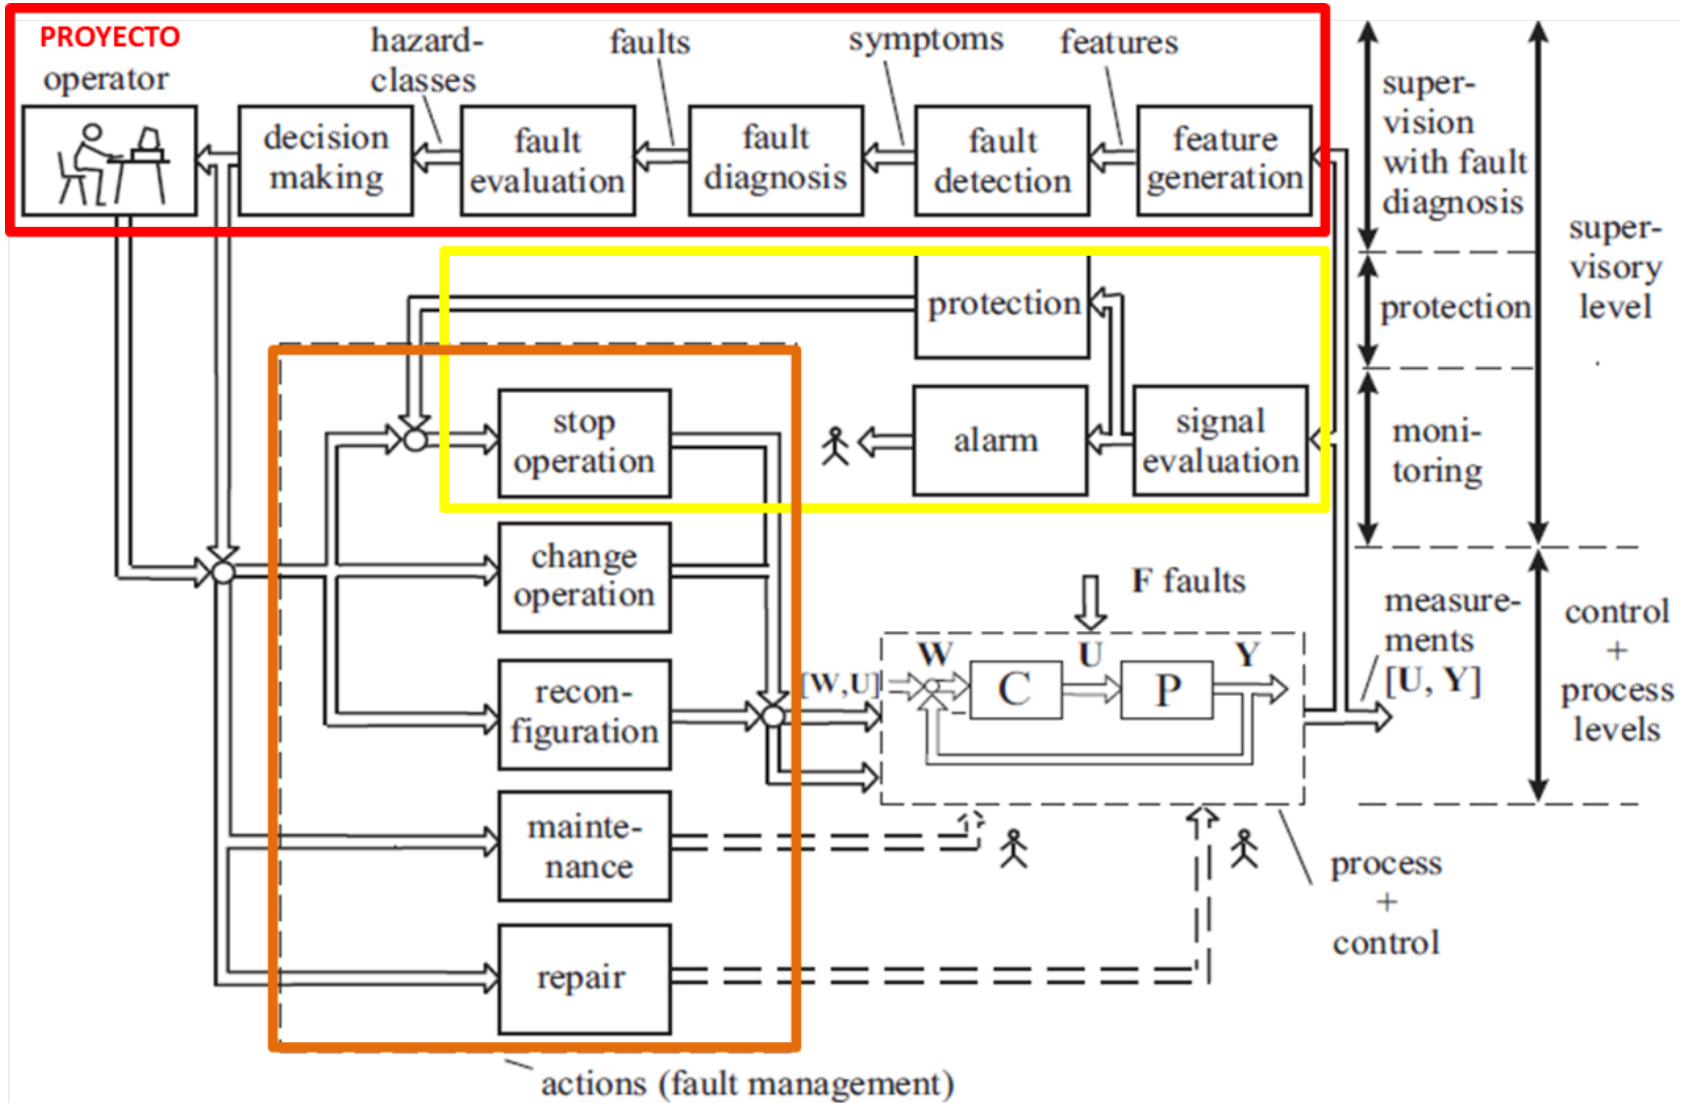 PROYECTO
operator
hazard-
classes
faults
symptoms
features
decision
making
fault
evaluation
fault
diagnosis
fault
detection
feature
generation
super-
vision
with fault
diagnosis
super-
visory
level
protection
protection
stop
operation
alarm
signal
evaluation
moni-
toring
change
operation
F faults
measure-
ments
[U, Y]
control
+
process
levels
W
U
Y
[W,U]
C
P
recon-
figuration
mainte-
nance
process
+
control
repair
actions (fault management)